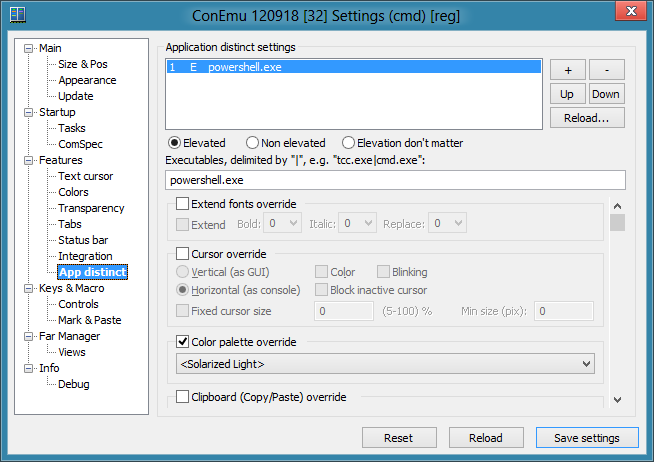 ConEmu 120918 [32] Settings (cmd) [reg]
Main
Size & Pos
Appearance
Update
Startup
Tasks
ComSpec
Features
Text cursor
Colors
Transparency
Tabs
Status bar
Integration
App distinct
Keys & Macro
Controls
Mark & Paste
Far Manager
Views
Info
Debug
Application distinct settings
1 E powershell.exe
+ -
Up Down
Reload...
Elevated Non elevated Elevation don't matter
Executables, delimited by "|", e.g. "tcc.exe|cmd.exe":
powershell.exe
Extend fonts override
Extend Bold: 0 Italic: 0 Replace: 0
Cursor override
Vertical (as GUI) Color Blinking
Horizontal (as console) Block inactive cursor
Fixed cursor size 0 (5-100) % Min size (pix): 0
Color palette override
<Solarized Light>
Clipboard (Copy/Paste) override
Reset Reload Save settings